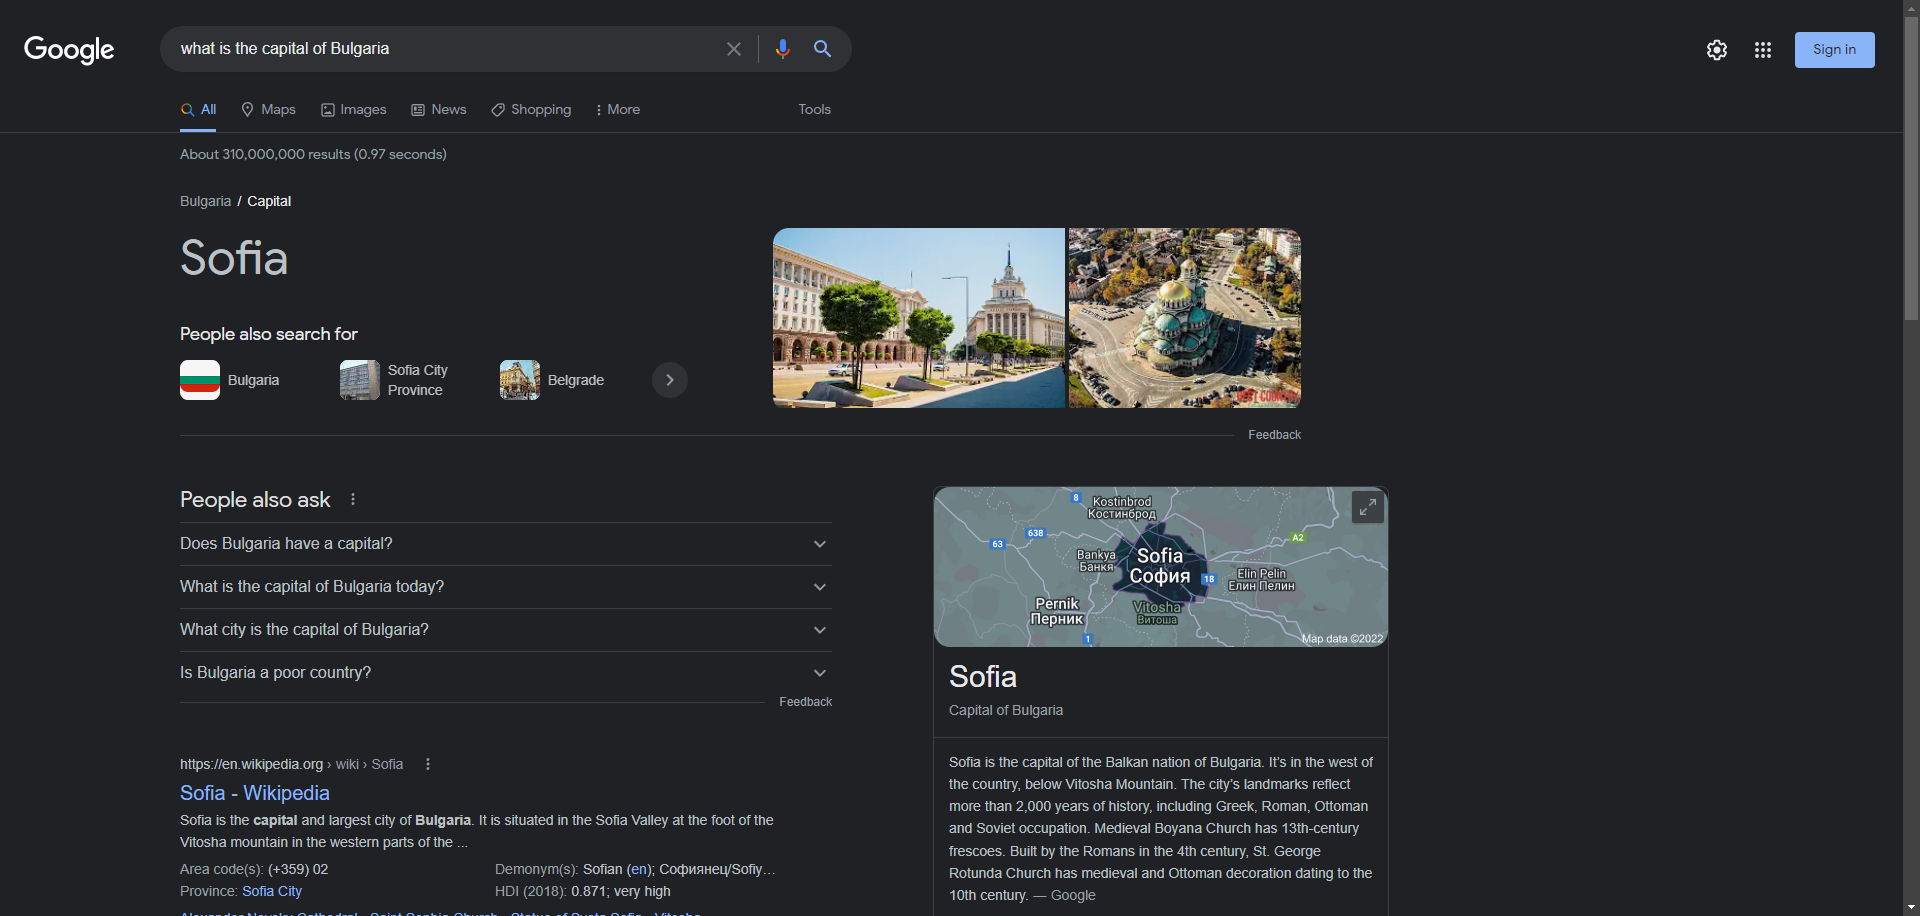 Google
what is the capital of Bulgaria
Sign in
All
Maps
Images
News
Shopping
More
Tools
About 310,000,000 results (0.97 seconds)
Bulgaria / Capital
Sofia
People also search for
Bulgaria
Sofia City
Province
Belgrade
Feedback
People also ask
Does Bulgaria have a capital?
What is the capital of Bulgaria today?
What city is the capital of Bulgaria?
Is Bulgaria a poor country?
Feedback
https://en.wikipedia.org › wiki › Sofia
Sofia - Wikipedia
Sofia is the capital and largest city of Bulgaria. It is situated in the Sofia Valley at the foot of the
Vitosha mountain in the western parts of the ...
Area code(s): (+359) 02
Demonym(s): Sofian (en); Софиянец/Sofiy…
Province: Sofia City
HDI (2018): 0.871; very high
8
Kostinbrod
Костинброд
638
63
A2
Bankya
Банкя
Sofia
София
18
Elin Pelin
Елин Пелин
Pernik
Перник
Vitosha
Витоша
1
Map data ©2022
Sofia
Capital of Bulgaria
Sofia is the capital of the Balkan nation of Bulgaria. It’s in the west of
the country, below Vitosha Mountain. The city’s landmarks reflect
more than 2,000 years of history, including Greek, Roman, Ottoman
and Soviet occupation. Medieval Boyana Church has 13th-century
frescoes. Built by the Romans in the 4th century, St. George
Rotunda Church has medieval and Ottoman decoration dating to the
10th century. — Google